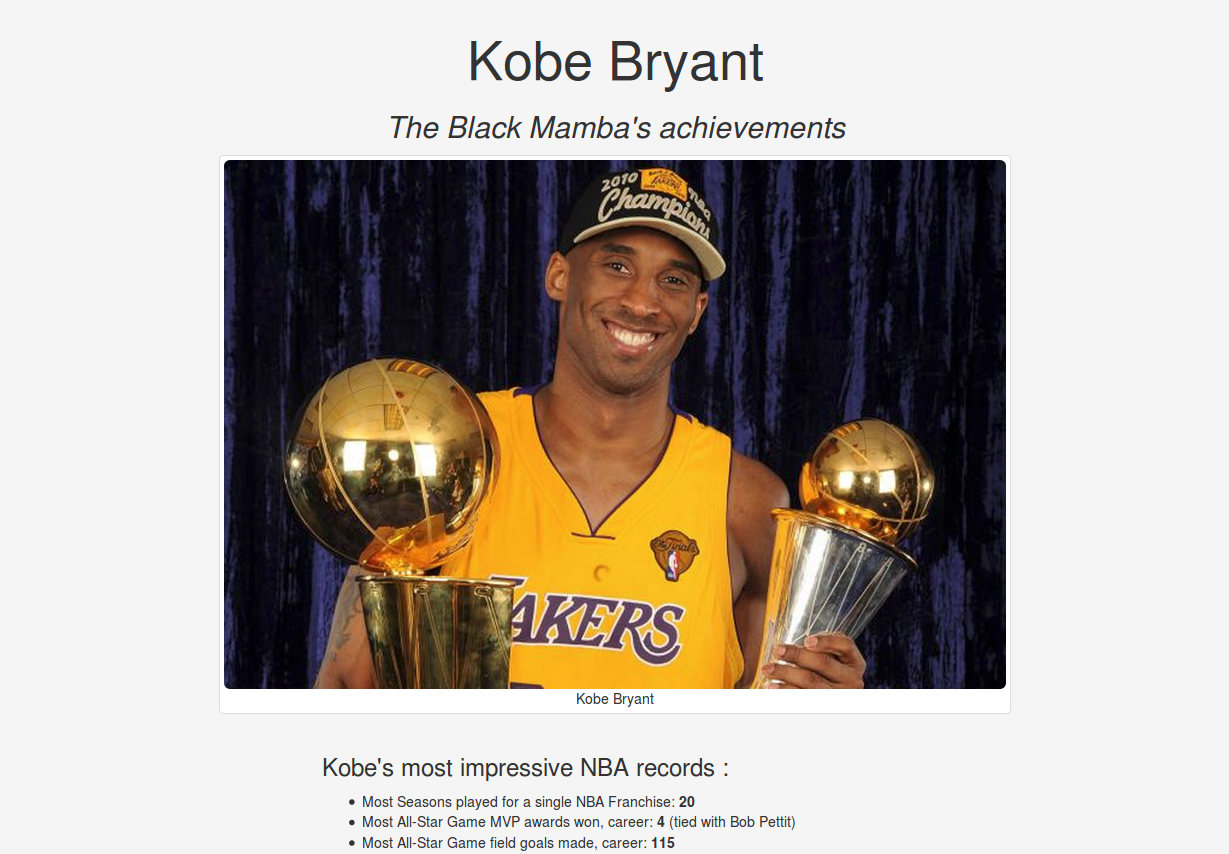 Kobe Bryant
The Black Mamba's achievements
2010
NBA
Champions
The Finals
LAKERS
Kobe Bryant
Kobe's most impressive NBA records :
Most Seasons played for a single NBA Franchise: 20
Most All-Star Game MVP awards won, career: 4 (tied with Bob Pettit)
Most All-Star Game field goals made, career: 115